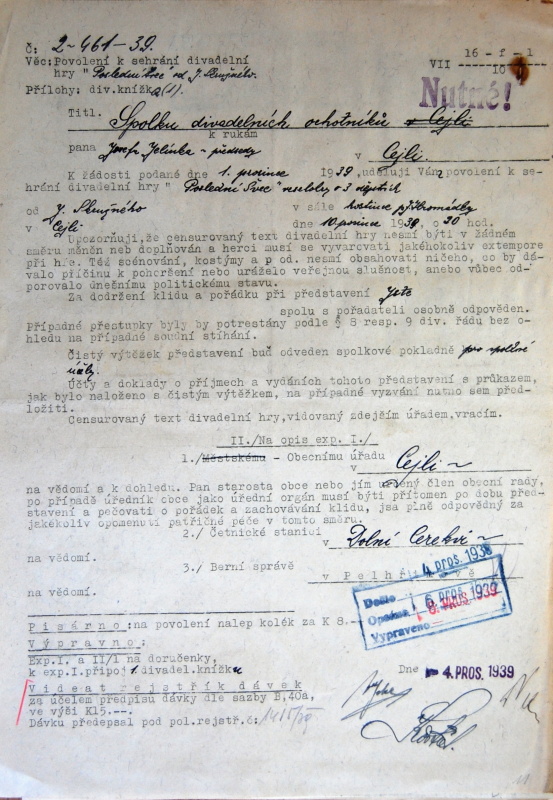 Č: 2-461-39.
16 - f - 1
VII 10
Věc: Povolení k sehrání divadelní
hry " Poslední švec od J. Skružného.
Přílohy: div.knížka (1).
Nutné!
Titl.
Spolku divadelních ochotníků v Cejli
k rukám
pana Josefa Jelínka - předsedy
v Cejli.
K žádosti podané dne 1. prosince 1939, uděluji Vám povolení k se-
hrání divadelní hry " Poslední Švec" veselohry o 3 dějstvích
od J. Skružného v sále hostince
v Cejli dne 10 prosince 1939, o 20 hod.
Upozorňuji, že censurovaný text divadelní hry nesmí býti v žádném
směru měněn neb doplňován a herci musí se vyvarovati jakéhokoliv extempore
při hře. Též scénování, kostýmy a p od. nesmí obsahovati ničeho, co by dá-
valo příčinu k pohoršení nebo uráželo veřejnou slušnost, anebo vůbec od-
porovalo únešnímu politickému stavu.
Za dodržení klidu a pořádku při představení jste
spolu s pořadateli osobně odpověden.
Případné přestupky byly by potrestány podle § 8 resp. 9 div. řádu bez o-
hledu na případné soudní stíhání.
Čistý výtěžek představení buď odveden spolkové pokladně pro spolkové
účely.
Účty a doklady o příjmech a vydáních tohoto představení s průkazem,
jak bylo naloženo s čistým výtěžkem, na případné vyzvání nutno sem před-
ložiti.
Censurovaný text divadelní hry, vidovaný zdejším úřadem, vracím.
II./Na opis exp. I./
1./Městskému - Obecnímu úřadu
v Cejli
na vědomí a k dohledu. Pan starosta obce nebo jím určený člen obecní rady,
po případě úředník obce jako úřední orgán musí býti přítomen po dobu před-
stavení a pečovati o pořádek a zachovávání klidu, jsa plně odpovědný za
jakékoliv opomenutí patřičné péče v tomto směru.
2./ Četnické stanici
v Dolní Cerekvi
na vědomí.
3./ Berní správě
v Pelhřimově
na vědomí.
4. PROS. 1939
Došlo
Opsáno 6. PROS. 1939
Vypraveno
Písárno: na povolení nalep kolék za K 8.--
Výpravno:
Exp.I. a II/1 na doručenky,
k exp.I.připoj 1 divadel.knížku
Dne 4. PROS. 1939
Videat rejstřík dávek
za účelem předpisu dávky dle sazby B,40a,
ve výši K15.--.
Dávku předepsal pod pol.rejstř.č: